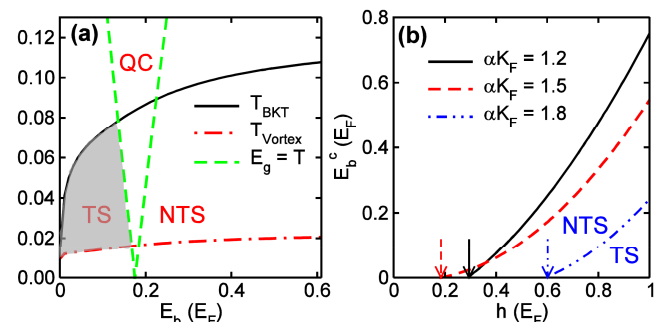 (a)
QC
T_BKT
T_Vortex
E_g = T
TS
NTS
0.13
0.12
0.10
0.08
0.06
0.04
0.02
0.00
0
0.2
0.4
0.6
E_b (E_F)
(b)
αK_F = 1.2
αK_F = 1.5
αK_F = 1.8
E_b^c (E_F)
NTS
TS
0.8
0.6
0.4
0.2
0
0
0.2
0.4
0.6
0.8
1
h (E_F)